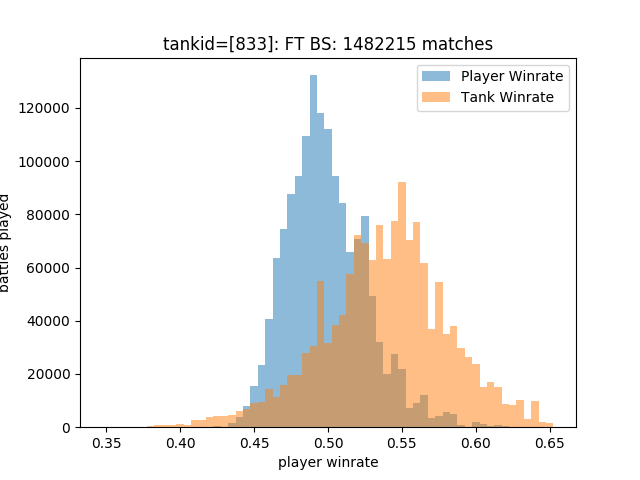 tankid=[833]: FT BS: 1482215 matches
Player Winrate
Tank Winrate
battles played
120000
100000
80000
60000
40000
20000
0
0.35 0.40 0.45 0.50 0.55 0.60 0.65
player winrate